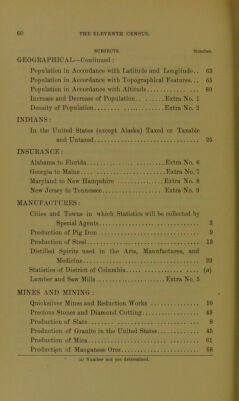 60 THE ELEVENTH CENSUS.
SUBJECTS. Number.
GEOGRAPHICAL—Continued:
Population in Accordance with Latitude and Longitude.. 63
Population in Accordance with Topographical Features... 65
Population in Accordance with Altitude............... 69
Increase and Decrease of Population........Extra No. 1
Density of Population....................Extra No. 2
INDIANS:
In the United States (except Alaska) Taxed or Taxable
and Untaxed............................ 25
INSURANCE:
Alabama to Florida......................Extra No. 6
Georgia to Maine........................Extra No. 7
Maryland to New Hampshire...............Extra No. 8
New Jersey to Tennessee.................Extra No. 9
MANUFACTURES:
Cities and Towns in which Statistics will be collected by
Special Agents.......................... 3
Production of Pig Iron........................... 9
Production of Steel............................. 13
Distilled Spirits used in the Arts, Manufactures, and
Medicine............................... 22
Statistics of District of Columbia.................. (a)
Lumber and Saw Mills....................Extra No. 5
MINES AND MINING:
Quicksilver Mines and Reduction Works............ 10
Precious Stones and Diamond Cutting.............. 49
Production of Slate............................. 8
Production of Granite in the United States.......... 45
Production of Mica.............................. 61
Production of Manganese Ores.................... 68
(a) Number not yet determined.